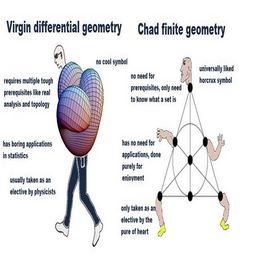 Virgin differential geometry
no cool symbol
requires multiple tough
prerequisites like real
analysis and topology
has boring applications
in statistics
usually taken as an
elective by physicists
Chad finite geometry
universally liked
horcrux symbol
no need for
prerequisites, only need
to know what a set is
has no need for
applications, done
purely for
enjoyment
only taken as an
elective by the
pure of heart